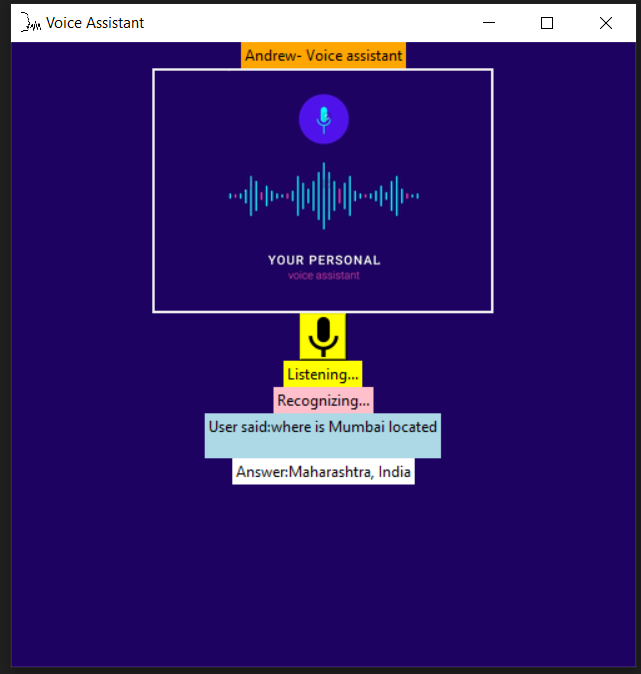 Voice Assistant
Andrew- Voice assistant
YOUR PERSONAL
voice assistant
Listening...
Recognizing...
User said:where is Mumbai located
Answer:Maharashtra, India